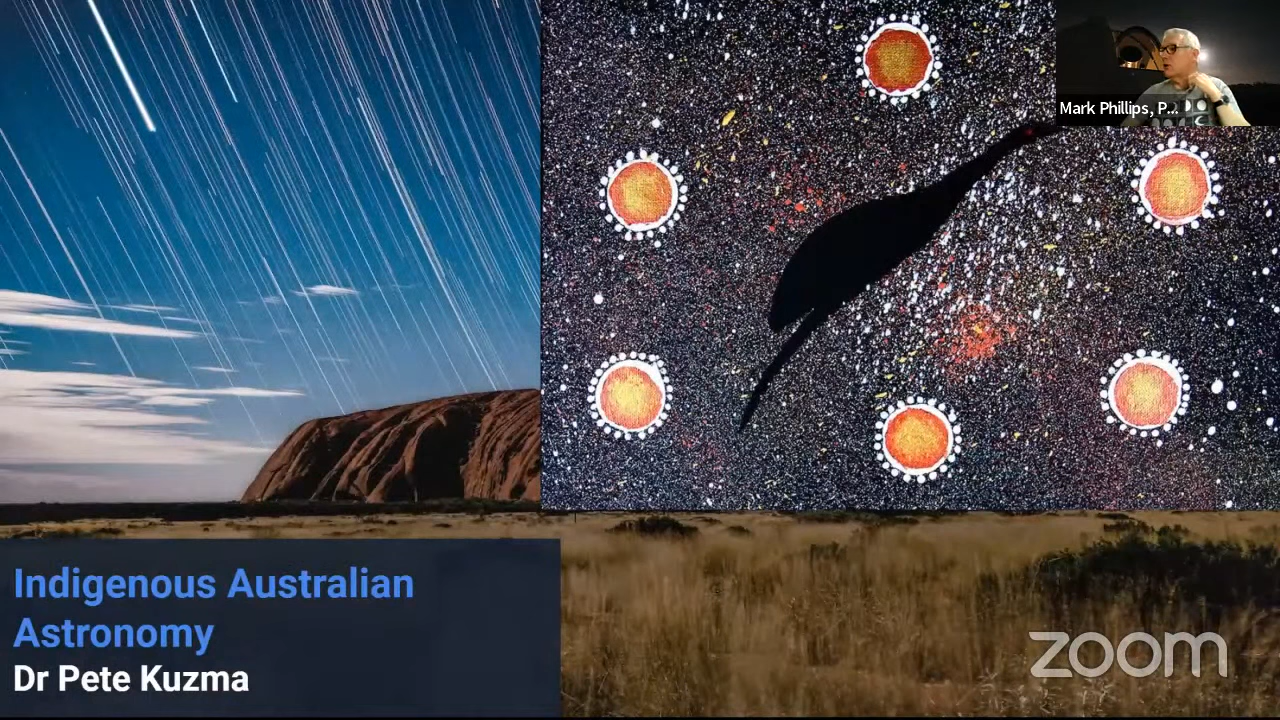 Mark Phillips, P...
Indigenous Australian
Astronomy
Dr Pete Kuzma
zoom